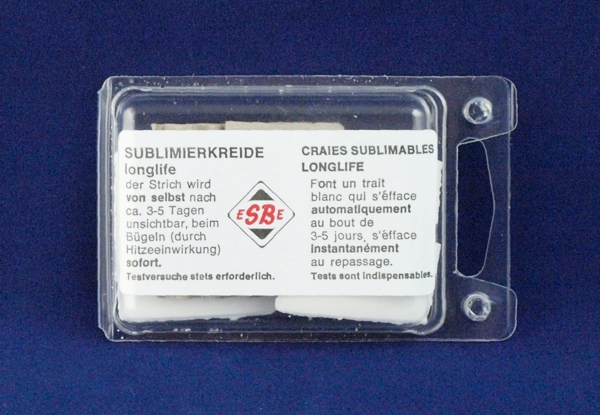 SUBLIMIERKREIDE
longlife
der Strich wird
von selbst nach
ca. 3-5 Tagen
unsichtbar, beim
Bügeln (durch
Hitzeeinwirkung)
sofort.
Testversuche stets erforderlich.
ESBE
CRAIES SUBLIMABLES
LONGLIFE
Font un trait
blanc qui s'éfface
automatiquement
au bout de
3-5 jours, s'éfface
instantanément
au repassage.
Tests sont indispensables.